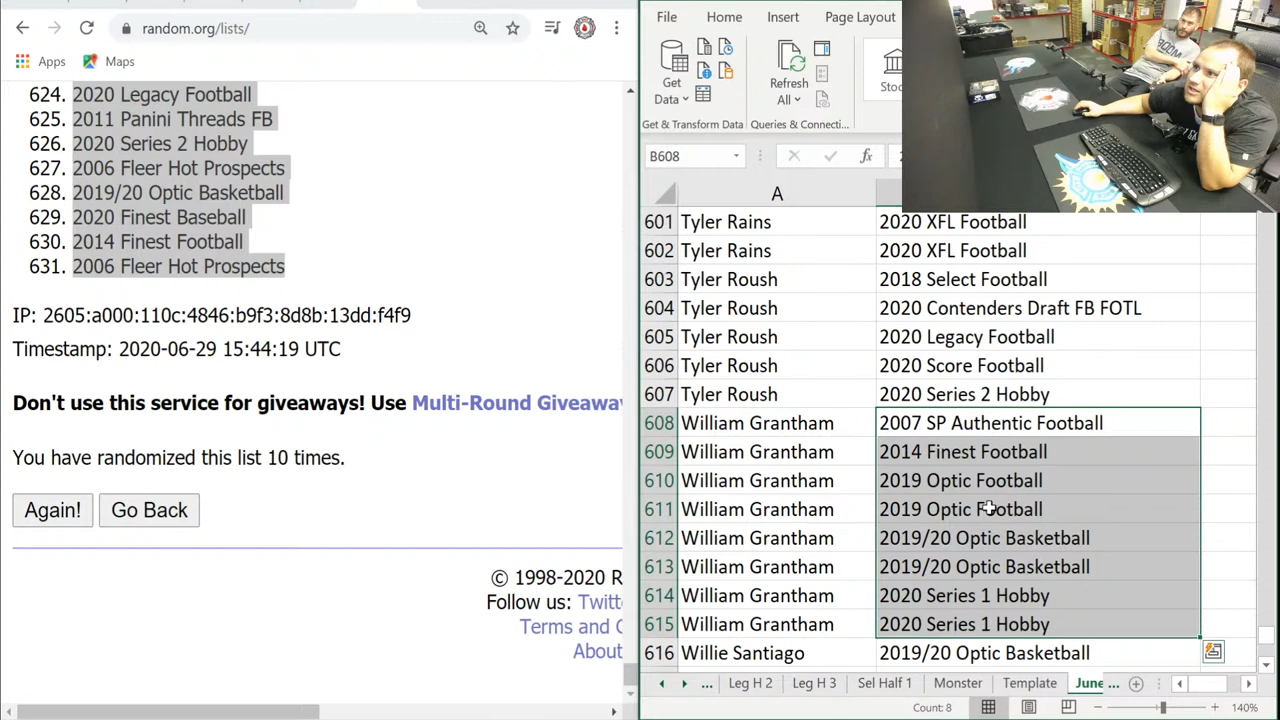 random.org/lists/
Apps
Maps
624. 2020 Legacy Football
625. 2011 Panini Threads FB
626. 2020 Series 2 Hobby
627. 2006 Fleer Hot Prospects
628. 2019/20 Optic Basketball
629. 2020 Finest Baseball
630. 2014 Finest Football
631. 2006 Fleer Hot Prospects
IP: 2605:a000:110c:4846:b9f3:8d8b:13dd:f4f9
Timestamp: 2020-06-29 15:44:19 UTC
Don't use this service for giveaways! Use Multi-Round Giveaway
You have randomized this list 10 times.
Again! Go Back
© 1998-2020 R
Follow us: Twitt
Terms and C
About
File Home Insert Page Layout
Get
Data
Refresh
All
Stoc
Get & Transform Data Queries & Connecti...
B608 fx
A
601 Tyler Rains 2020 XFL Football
602 Tyler Rains 2020 XFL Football
603 Tyler Roush 2018 Select Football
604 Tyler Roush 2020 Contenders Draft FB FOTL
605 Tyler Roush 2020 Legacy Football
606 Tyler Roush 2020 Score Football
607 Tyler Roush 2020 Series 2 Hobby
608 William Grantham 2007 SP Authentic Football
609 William Grantham 2014 Finest Football
610 William Grantham 2019 Optic Football
611 William Grantham 2019 Optic Football
612 William Grantham 2019/20 Optic Basketball
613 William Grantham 2019/20 Optic Basketball
614 William Grantham 2020 Series 1 Hobby
615 William Grantham 2020 Series 1 Hobby
616 Willie Santiago 2019/20 Optic Basketball
... Leg H 2 Leg H 3 Sel Half 1 Monster Template June ...
Count: 8 140%